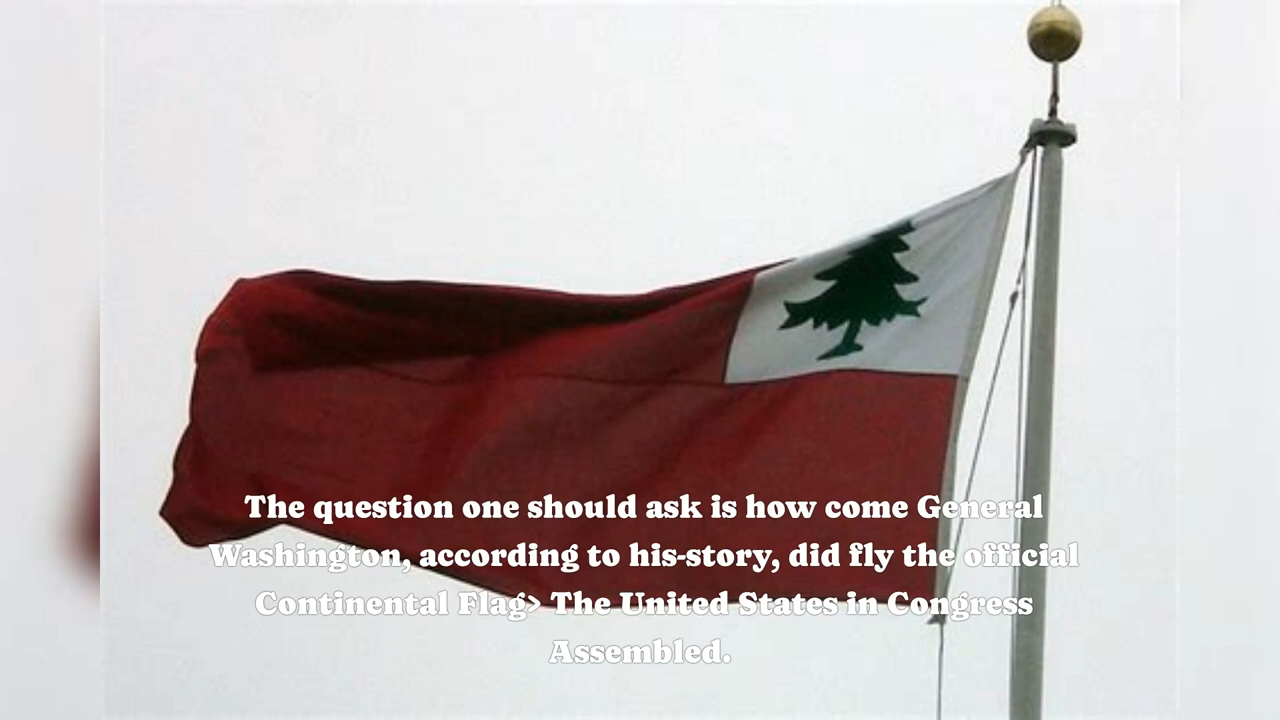 The question one should ask is how come General
Washington, according to his-story, did fly the official
Continental Flag> The United States in Congress
Assembled.